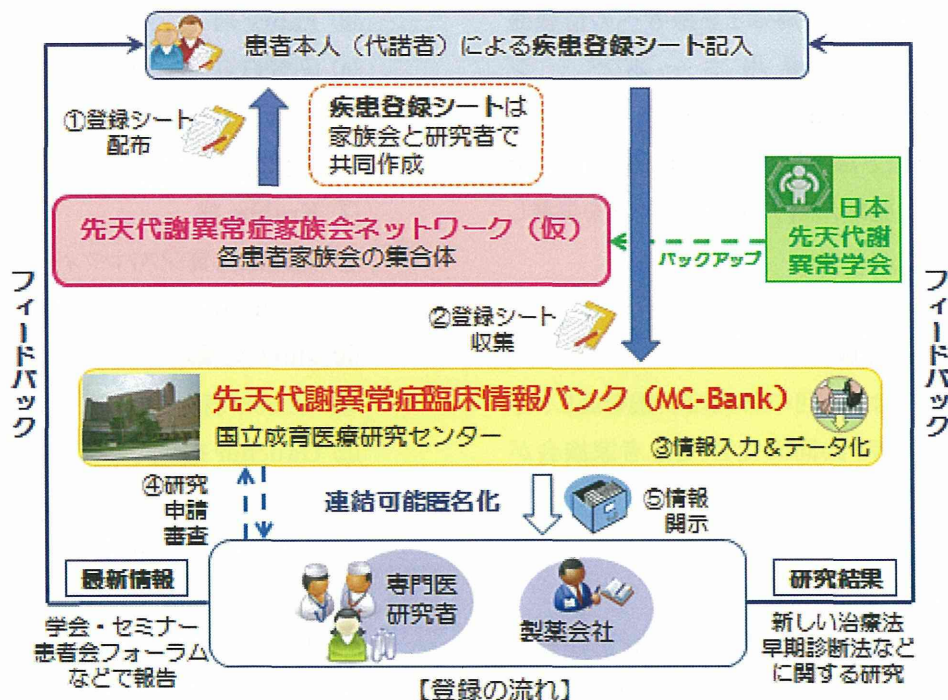 患者本人（代諾者）による疾患登録シート記入
①登録シート
配布
疾患登録シートは
家族会と研究者で
共同作成
先天代謝異常症家族会ネットワーク（仮）
各患者家族会の集合体
日本
先天代謝
異常学会
バックアップ
②登録シート
収集
フィードバック
フィードバック
先天代謝異常症臨床情報バンク（MC-Bank）
国立成育医療研究センター
③情報入力＆データ化
④研究
申請
審査
連結可能匿名化
⑤情報
開示
最新情報
学会・セミナー
患者会フォーラム
などで報告
専門医
研究者
製薬会社
研究結果
新しい治療法
早期診断法など
に関する研究
【登録の流れ】